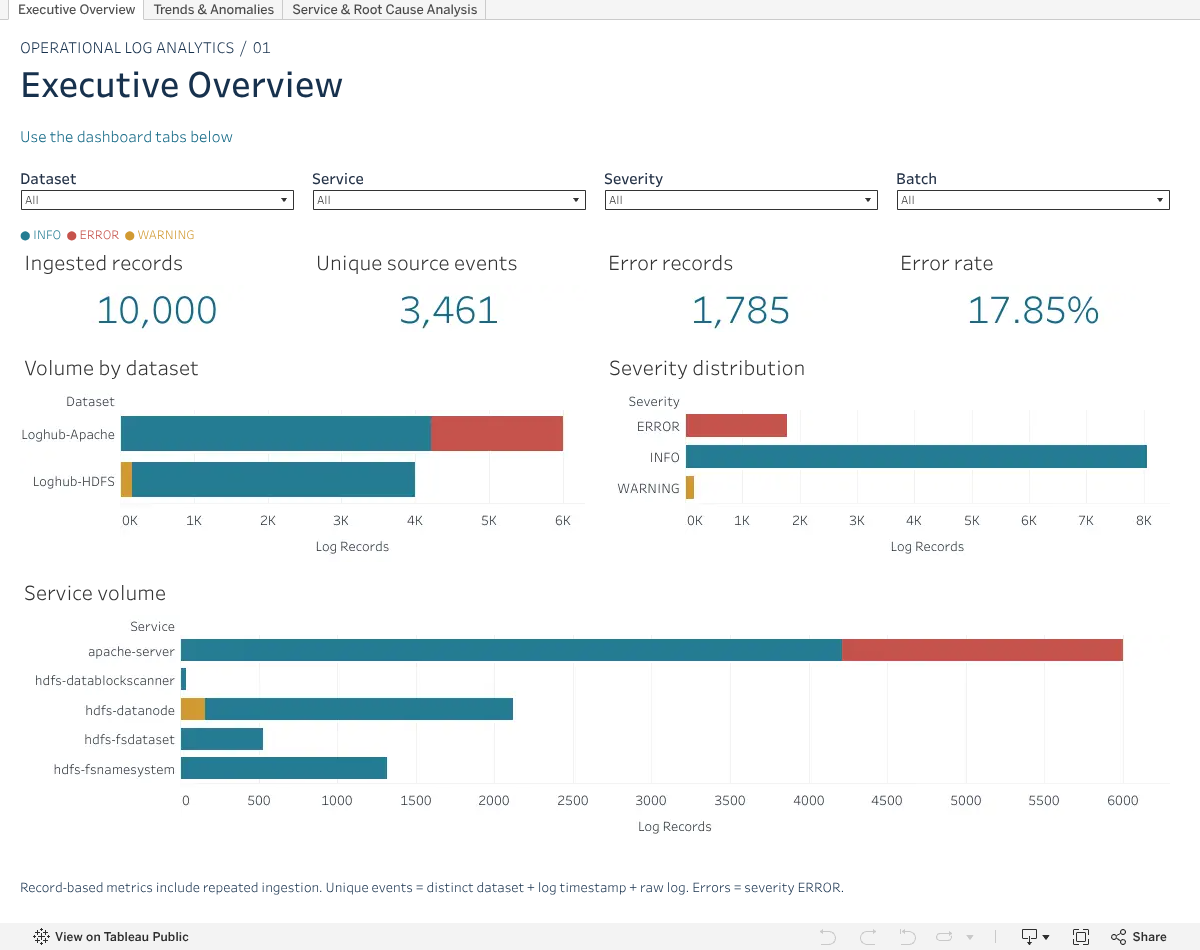 Executive Overview Trends & Anomalies Service & Root Cause Analysis
OPERATIONAL LOG ANALYTICS / 01
Executive Overview
Use the dashboard tabs below
Dataset Service Severity Batch
All All All All
INFO ERROR WARNING
Ingested records Unique source events Error records Error rate
10,000 3,461 1,785 17.85%
Volume by dataset
Dataset
Loghub-Apache
Loghub-HDFS
0K 1K 2K 3K 4K 5K 6K
Log Records
Severity distribution
Severity
ERROR
INFO
WARNING
0K 1K 2K 3K 4K 5K 6K 7K 8K
Log Records
Service volume
Service
apache-server
hdfs-datablockscanner
hdfs-datanode
hdfs-fsdataset
hdfs-fsnamesystem
0 500 1000 1500 2000 2500 3000 3500 4000 4500 5000 5500 6000
Log Records
Record-based metrics include repeated ingestion. Unique events = distinct dataset + log timestamp + raw log. Errors = severity ERROR.
View on Tableau Public Share